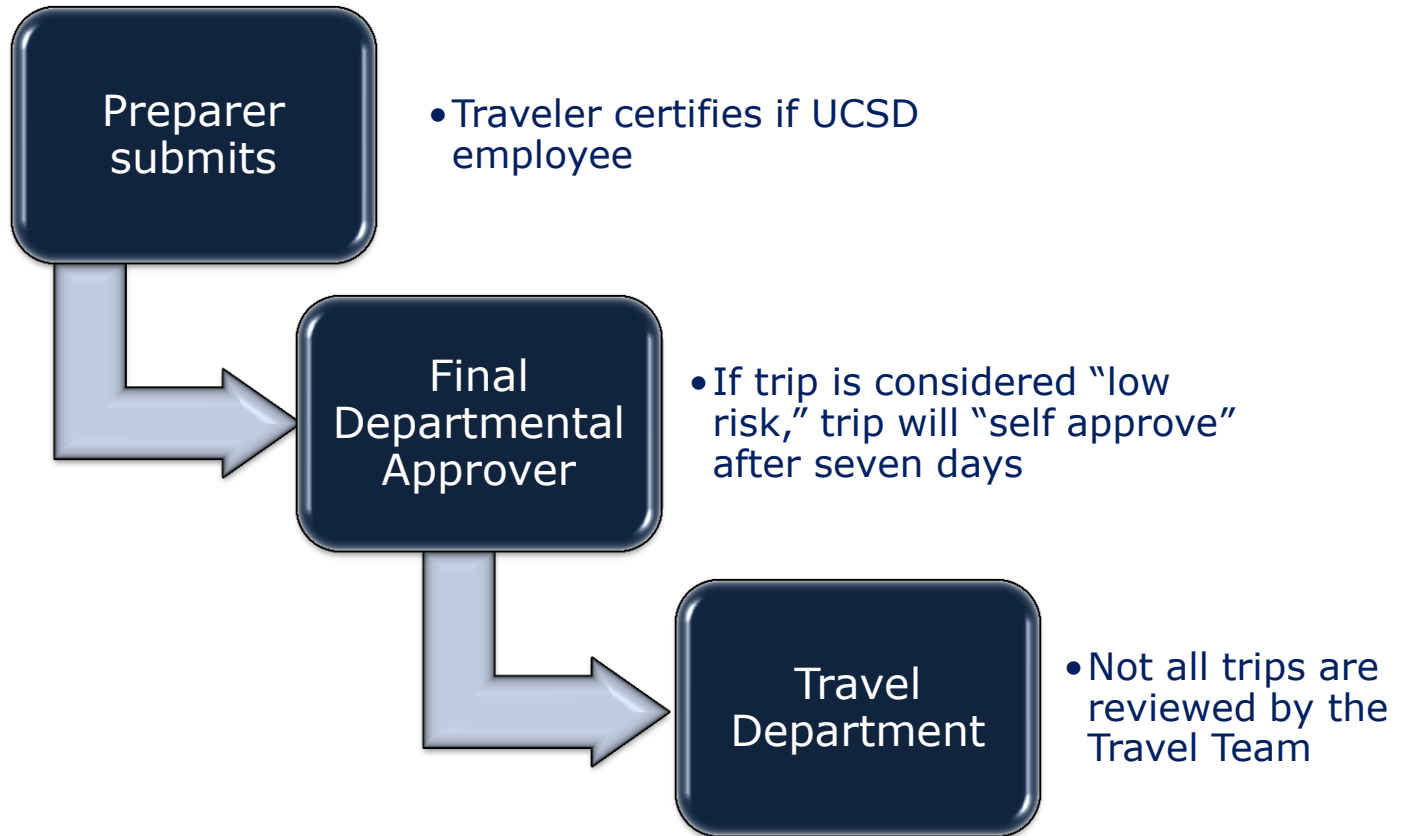 Preparer
submits
•Traveler certifies if UCSD
employee
Final
Departmental
Approver
•If trip is considered “low
risk,” trip will “self approve”
after seven days
Travel
Department
•Not all trips are
reviewed by the
Travel Team